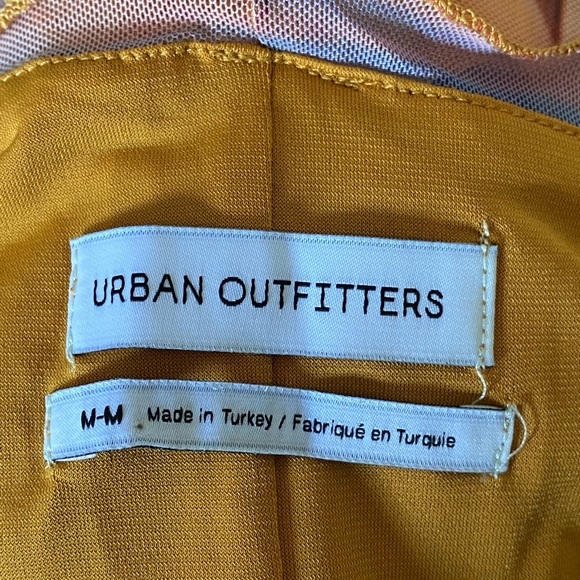 URBAN OUTFITTERS
M-M Made in Turkey / Fabriqué en Turquie